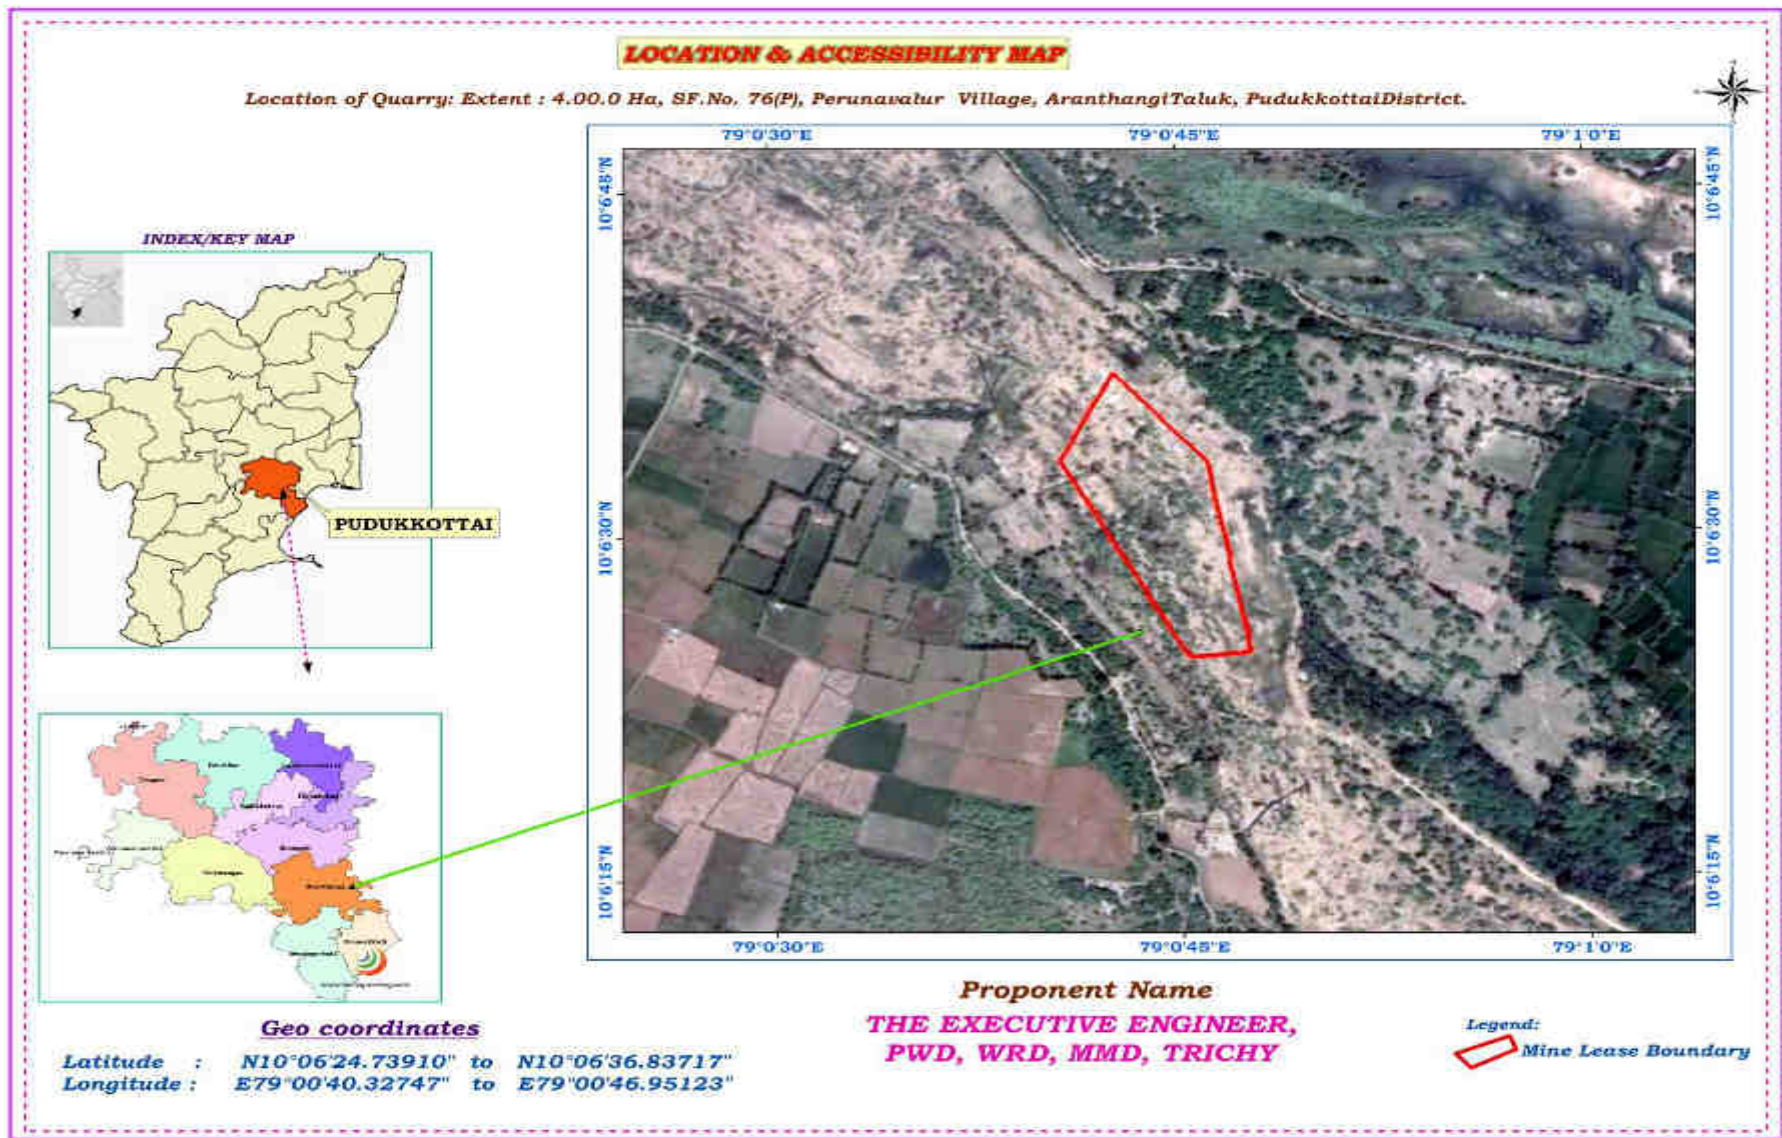 LOCATION & ACCESSIBILITY MAP
Location of Quarry: Extent : 4.00.0 Ha, SF.No. 76(P), Perunavalur Village, AranthangiTaluk, PudukkottaiDistrict.
79°0'30"E 79°0'45"E 79°1'0"E
10°6'45"N 10°6'45"N
INDEX/KEY MAP
PUDUKKOTTAI
10°6'30"N 10°6'30"N
10°6'15"N 10°6'15"N
79°0'30"E 79°0'45"E 79°1'0"E
Proponent Name
THE EXECUTIVE ENGINEER,
PWD, WRD, MMD, TRICHY
Geo coordinates
Latitude : N10°06'24.73910" to N10°06'36.83717"
Longitude : E79°00'40.32747" to E79°00'46.95123"
Legend:
Mine Lease Boundary